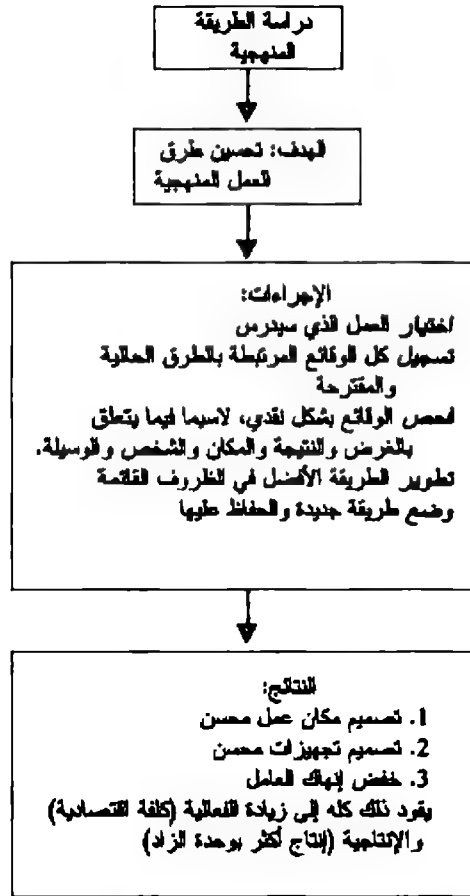 دراسة الطريقة
المنهجية
الهدف: تحسين طرق
العمل المنهجية
الإجراءات:
اختيار العمل الذي سيدرس
تسجيل كل الوقائع المرتبطة بالطرق الحالية
والمقترحة
فحص الوقائع بشكل نقدي، لاسيما فيما يتعلق
بالغرض والنتيجة والمكان والشخص والوسيلة.
تطوير الطريقة الأفضل في الظروف القائمة
وضع طريقة جديدة والحفاظ عليها
النتائج:
1. تصميم مكان عمل محسن
2. تصميم تجهيزات محسن
3. خفض إنهاك العامل
يقود ذلك كله إلى زيادة الفعالية (كلفة اقتصادية)
والإنتاجية (إنتاج أكثر بوحدة الزاد)